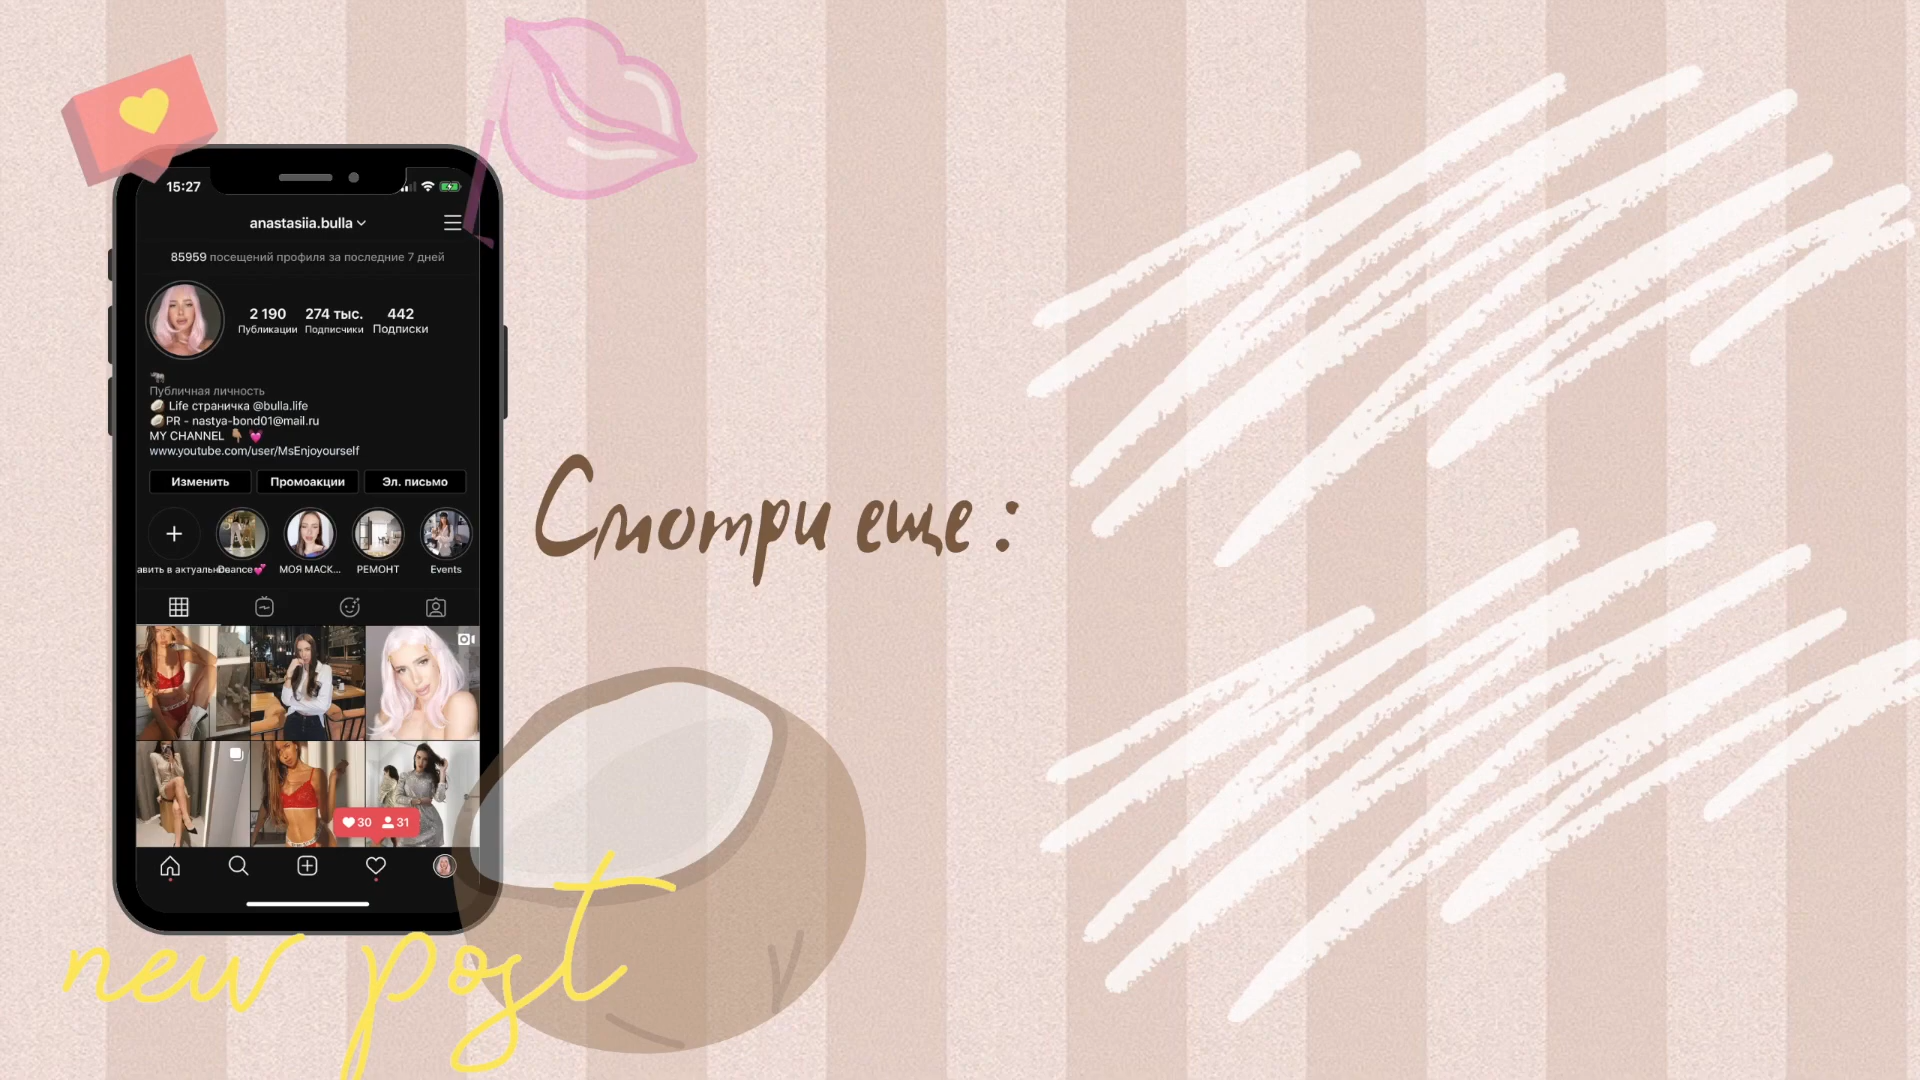 15:27
anastasiia.bulla
85959 посещений профиля за последние 7 дней
2 190 274 тыс. 442
Публикации Подписчики Подписки
Публичная личность
Life страничка @bulla.life
PR - nastya-bond01@mail.ru
MY CHANNEL
www.youtube.com/user/MsEnjoyourself
Изменить Промоакции Эл. письмо
МОЯ МАСК... РЕМОНТ Events
30 31
Смотри еще :
new post